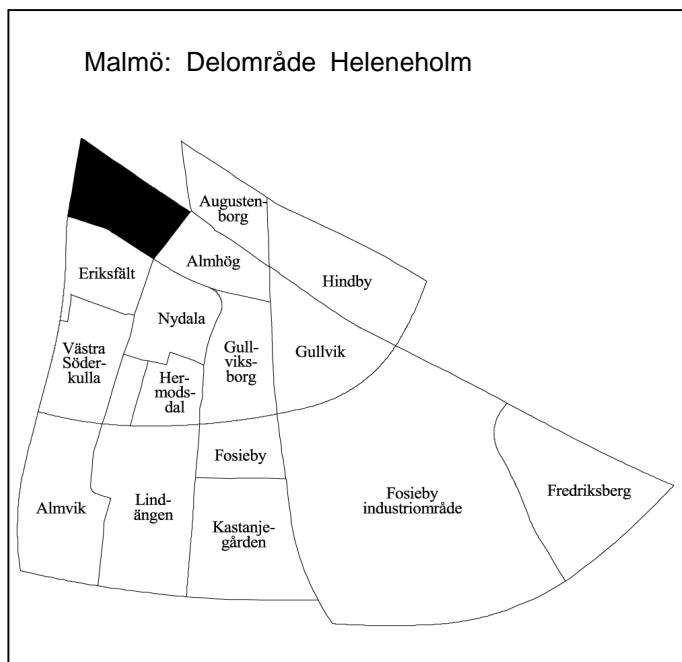 Malmö: Delområde Heleneholm
Augusten-
borg
Almhög
Eriksfält
Hindby
Nydala
Gullvik
Västra
Söder-
kulla
Gull-
viks-
borg
Her-
mods-
dal
Fosieby
Almvik
Lind-
ängen
Fosieby
industriområde
Fredriksberg
Kastanje-
gården